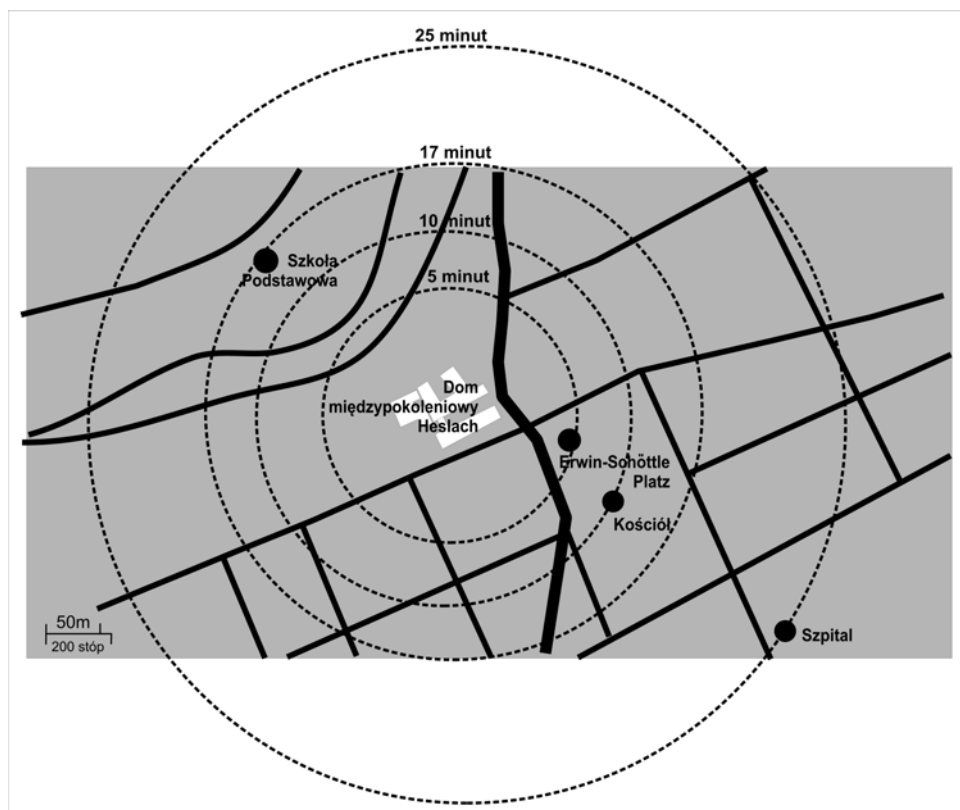 25 minut
17 minut
10 minut
5 minut
Szkoła
Podstawowa
Dom
międzypokoleniowy
Heslach
Erwin-Schöttle
Platz
Kościół
50m
200 stóp
Szpital